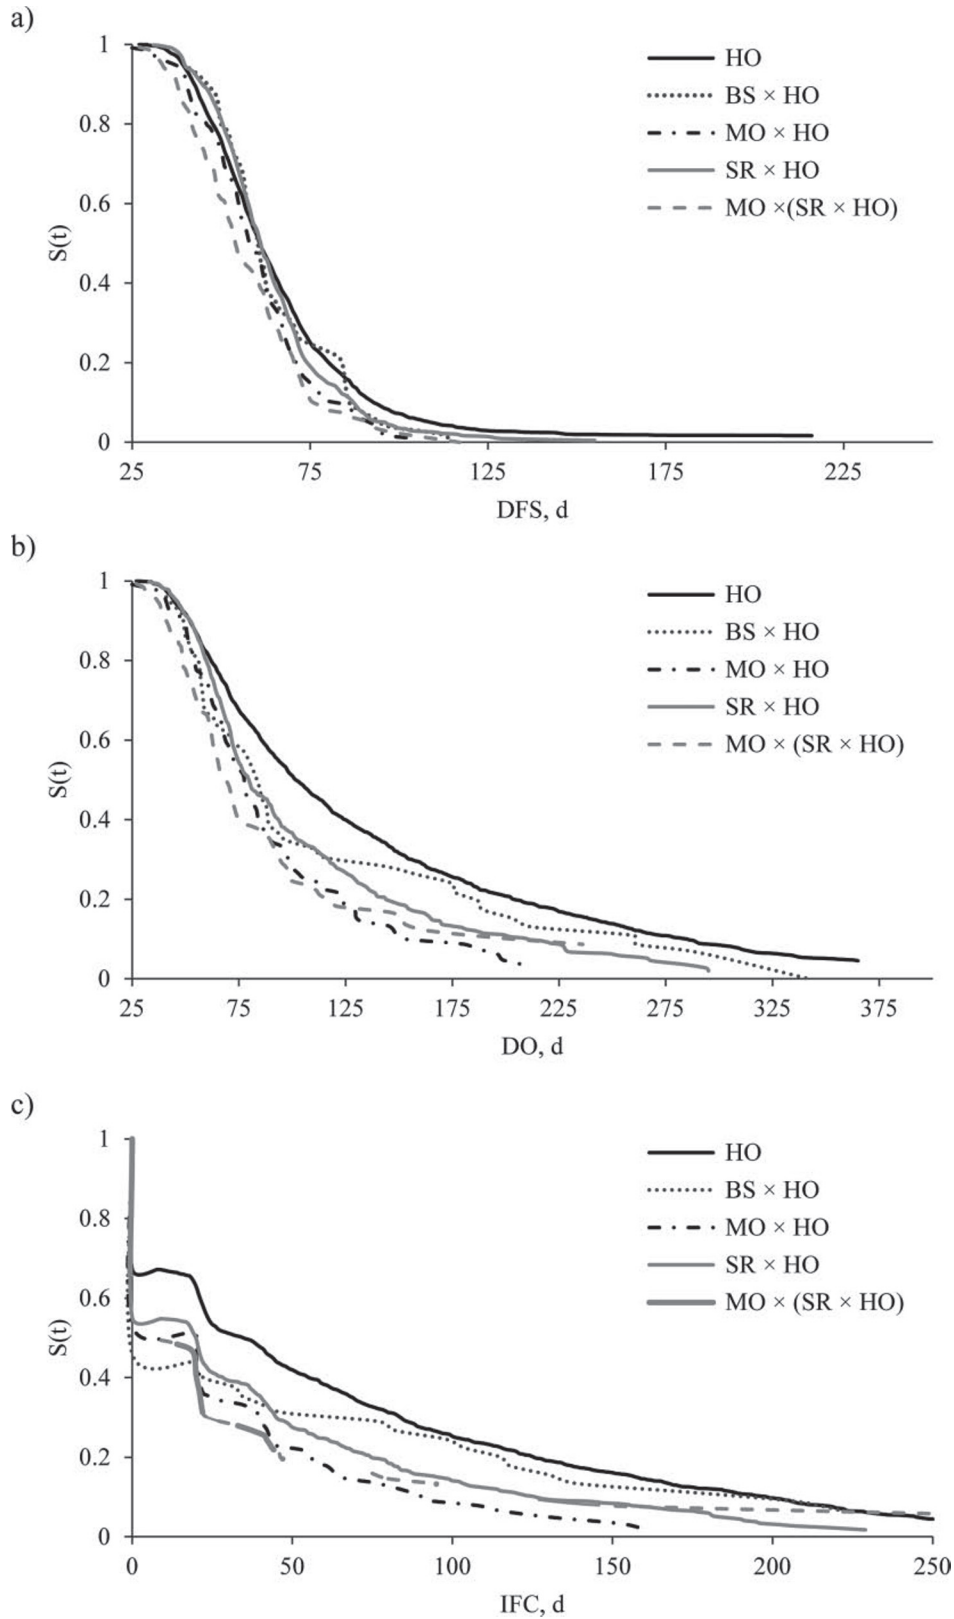 a)
1
0.8
0.6
0.4
0.2
0
S(t)
HO
BS × HO
MO × HO
SR × HO
MO ×(SR × HO)
25 75 125 175 225
DFS, d
b)
1
0.8
0.6
0.4
0.2
0
S(t)
HO
BS × HO
MO × HO
SR × HO
MO × (SR × HO)
25 75 125 175 225 275 325 375
DO, d
c)
1
0.8
0.6
0.4
0.2
0
S(t)
HO
BS × HO
MO × HO
SR × HO
MO × (SR × HO)
0 50 100 150 200 250
IFC, d